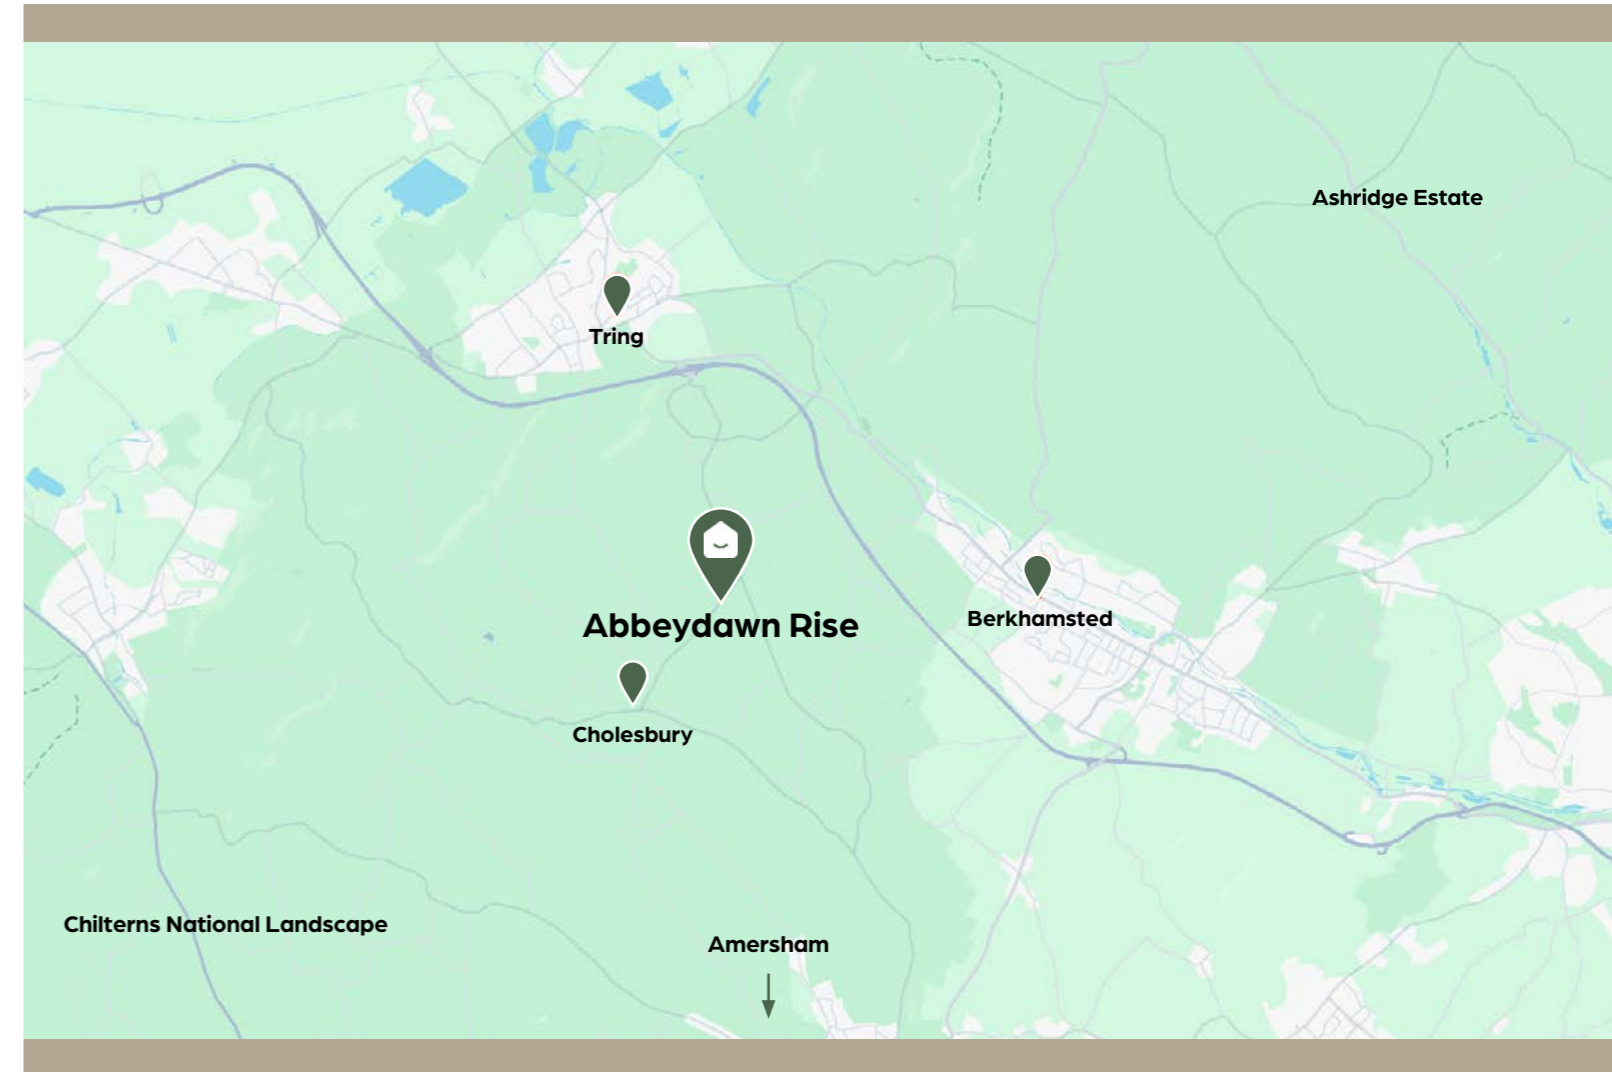 Ashridge Estate
Tring
Abbeydawn Rise
Berkhamsted
Cholesbury
Chilterns National Landscape
Amersham